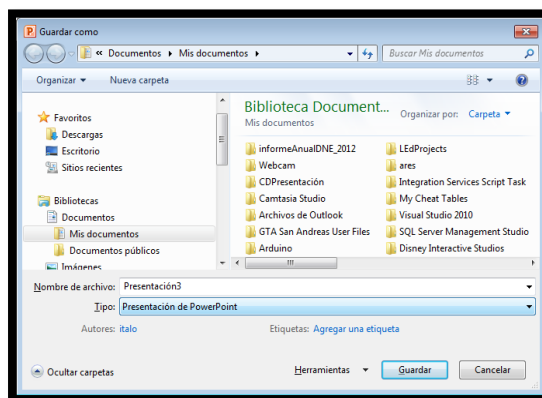 Guardar como
« Documentos ▸ Mis documentos ▸ Buscar Mis documentos
Organizar Nueva carpeta
Favoritos
Descargas
Escritorio
Sitios recientes
Bibliotecas
Documentos
Mis documentos
Documentos públicos
Imágenes
Biblioteca Document...
Mis documentos
Organizar por: Carpeta
informeAnualDNE_2012 LEdProjects
Webcam ares
CDPresentación Integration Services Script Task
Camtasia Studio My Cheat Tables
Archivos de Outlook Visual Studio 2010
GTA San Andreas User Files SQL Server Management Studio
Arduino Disney Interactive Studios
Nombre de archivo: Presentación3
Tipo: Presentación de PowerPoint
Autores: italo Etiquetas: Agregar una etiqueta
Ocultar carpetas Herramientas Guardar Cancelar